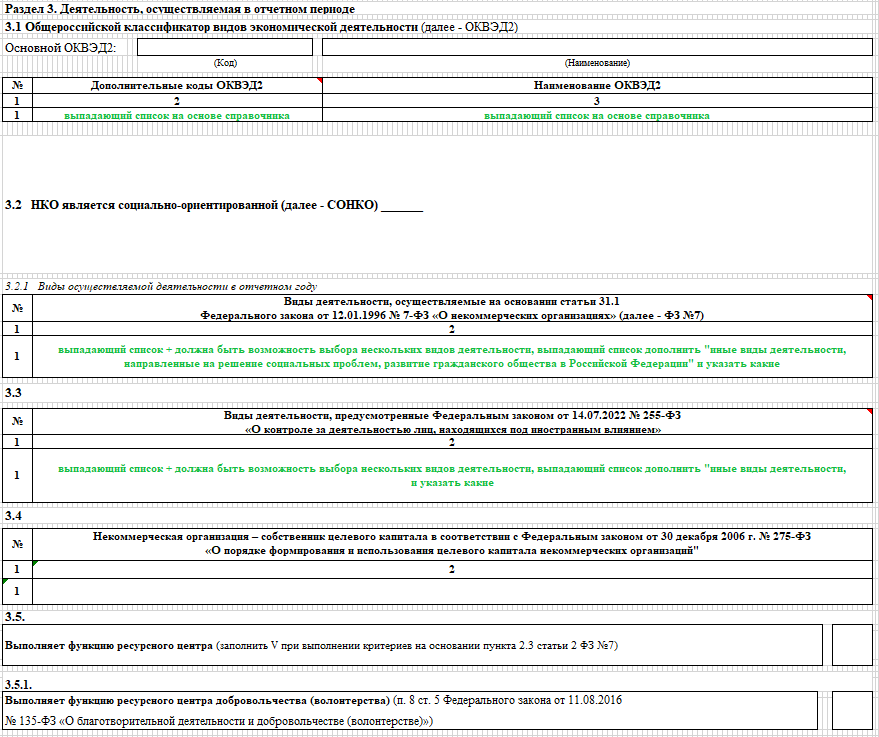 Раздел 3. Деятельность, осуществляемая в отчетном периоде
3.1 Общероссийский классификатор видов экономической деятельности (далее - ОКВЭД2)
Основной ОКВЭД2:
(Код) (Наименование)
№ Дополнительные коды ОКВЭД2 Наименование ОКВЭД2
1 2 3
1 выпадающий список на основе справочника выпадающий список на основе справочника
3.2 НКО является социально-ориентированной (далее - СОНКО) _______
3.2.1 Виды осуществляемой деятельности в отчетном году
№ Виды деятельности, осуществляемые на основании статьи 31.1
Федерального закона от 12.01.1996 № 7-ФЗ «О некоммерческих организациях» (далее - ФЗ №7)
1 2
1 выпадающий список + должна быть возможность выбора нескольких видов деятельности, выпадающий список дополнить "иные виды деятельности,
направленные на решение социальных проблем, развитие гражданского общества в Российской Федерации" и указать какие
3.3
№ Виды деятельности, предусмотренные Федеральным законом от 14.07.2022 № 255-ФЗ
«О контроле за деятельностью лиц, находящихся под иностранным влиянием»
1 2
1 выпадающий список + должна быть возможность выбора нескольких видов деятельности, выпадающий список дополнить "иные виды деятельности,
и указать какие
3.4
№ Некоммерческая организация – собственник целевого капитала в соответствии с Федеральным законом от 30 декабря 2006 г. № 275-ФЗ
«О порядке формирования и использования целевого капитала некоммерческих организаций"
1 2
1
3.5.
Выполняет функцию ресурсного центра (заполнить V при выполнении критериев на основании пункта 2.3 статьи 2 ФЗ №7)
3.5.1.
Выполняет функцию ресурсного центра добровольчества (волонтерства) (п. 8 ст. 5 Федерального закона от 11.08.2016
№ 135-ФЗ «О благотворительной деятельности и добровольчестве (волонтерстве)»)